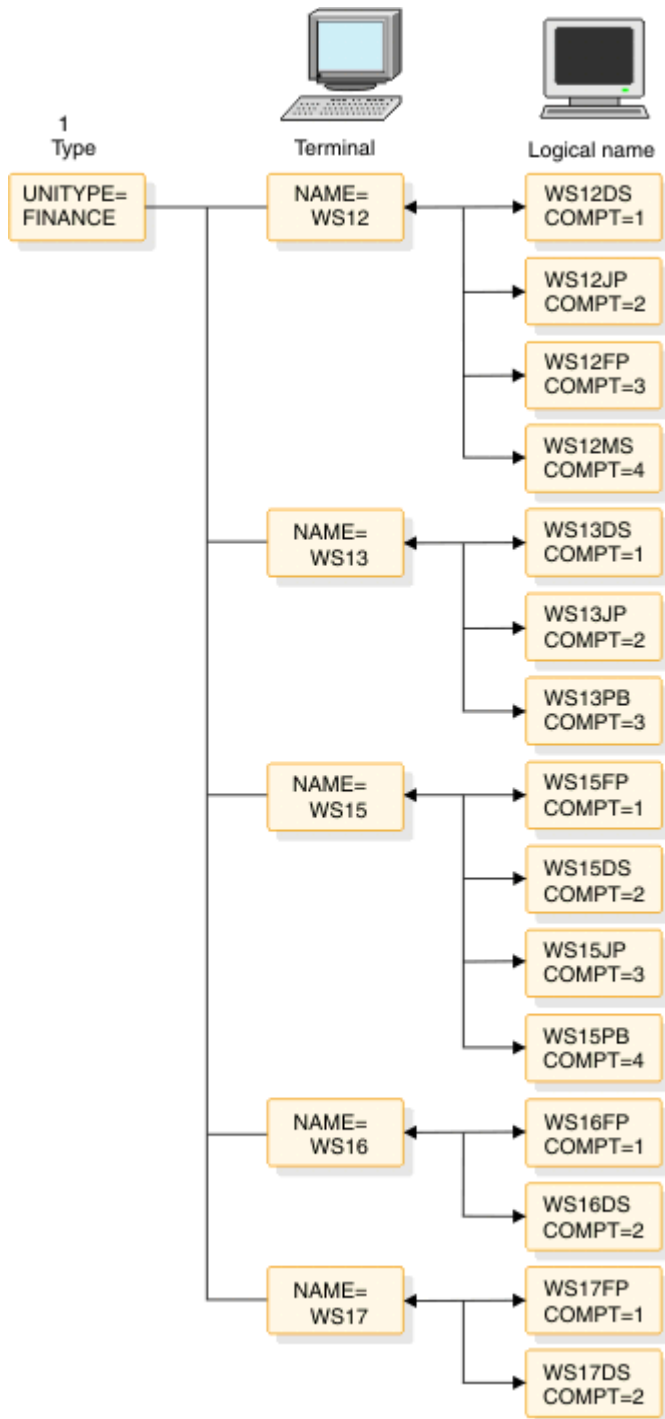 1
Type
Terminal
Logical name
UNITYPE=
FINANCE
NAME=
WS12
WS12DS
COMPT=1
WS12JP
COMPT=2
WS12FP
COMPT=3
WS12MS
COMPT=4
NAME=
WS13
WS13DS
COMPT=1
WS13JP
COMPT=2
WS13PB
COMPT=3
NAME=
WS15
WS15FP
COMPT=1
WS15DS
COMPT=2
WS15JP
COMPT=3
WS15PB
COMPT=4
NAME=
WS16
WS16FP
COMPT=1
WS16DS
COMPT=2
NAME=
WS17
WS17FP
COMPT=1
WS17DS
COMPT=2